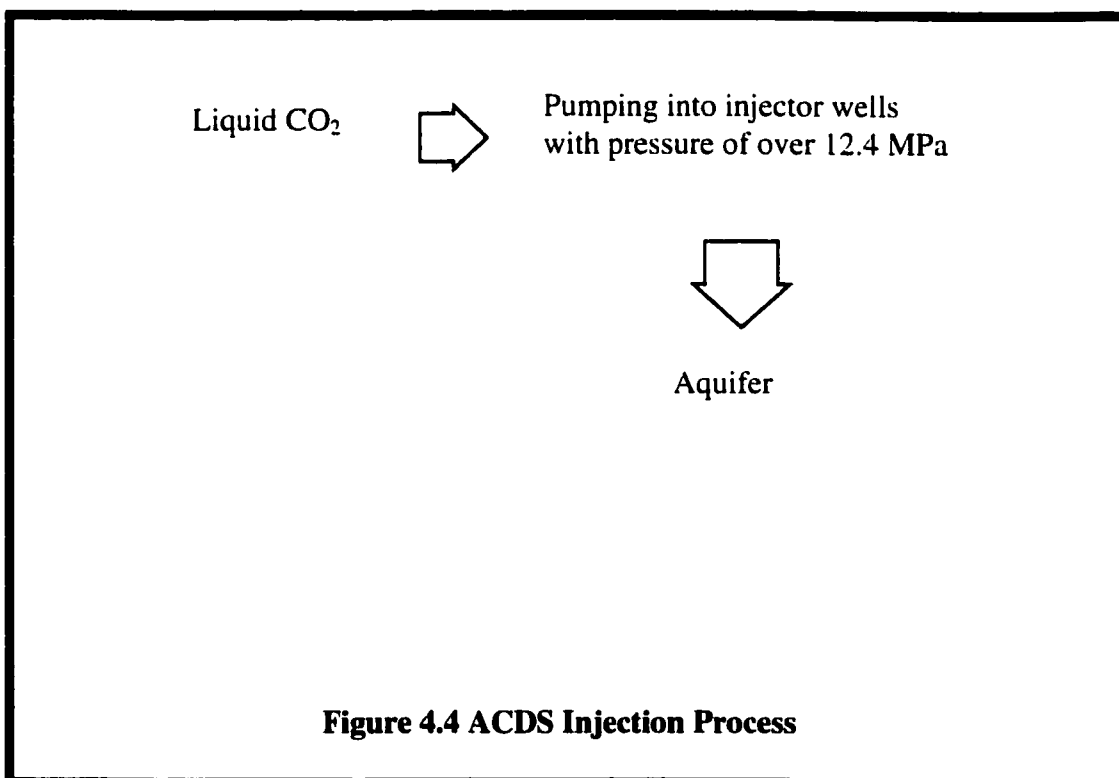 Liquid CO₂
Pumping into injector wells
with pressure of over 12.4 MPa
Aquifer
Figure 4.4 ACDS Injection Process